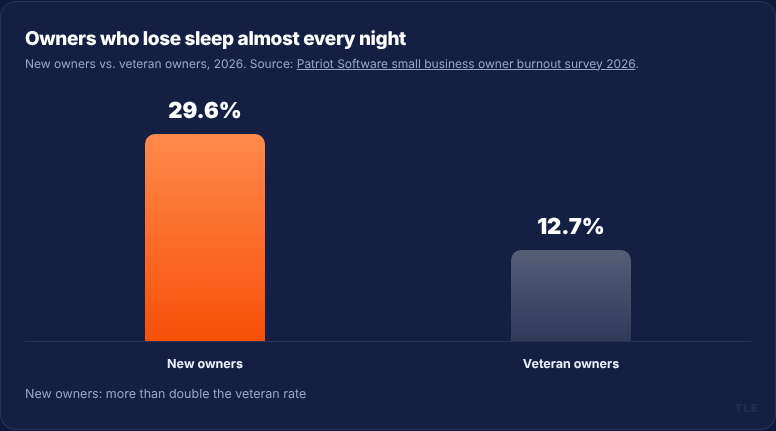 Owners who lose sleep almost every night
New owners vs. veteran owners, 2026. Source: Patriot Software small business owner burnout survey 2026.
29.6%
12.7%
New owners
Veteran owners
New owners: more than double the veteran rate
TLE